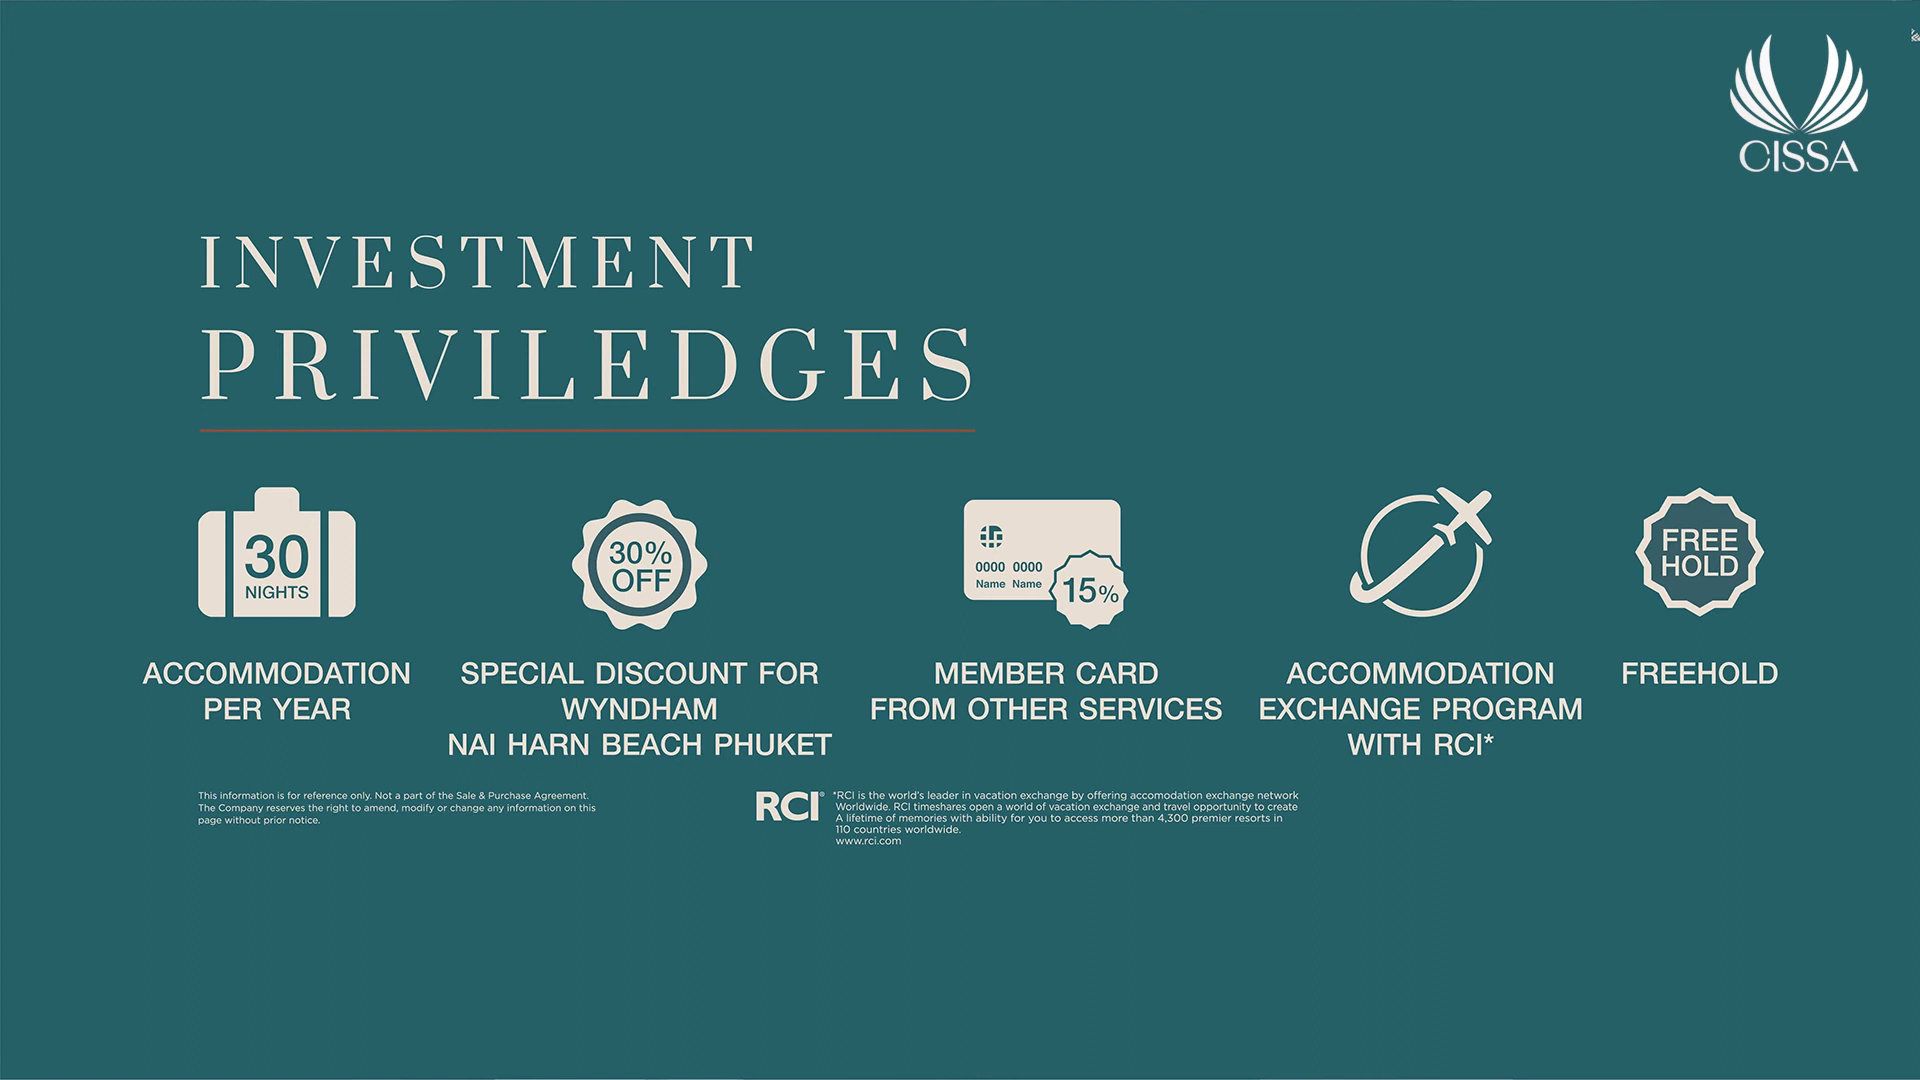 CISSA
INVESTMENT
PRIVILEDGES
30
NIGHTS
ACCOMMODATION
PER YEAR
30%
OFF
SPECIAL DISCOUNT FOR
WYNDHAM
NAI HARN BEACH PHUKET
0000 0000
Name Name
15%
MEMBER CARD
FROM OTHER SERVICES
ACCOMMODATION
EXCHANGE PROGRAM
WITH RCI*
FREE
HOLD
FREEHOLD
This information is for reference only. Not a part of the Sale & Purchase Agreement.
The Company reserves the right to amend, modify or change any information on this
page without prior notice.
RCI®
*RCI is the world's leader in vacation exchange by offering accomodation exchange network
Worldwide. RCI timeshares open a world of vacation exchange and travel opportunity to create
A lifetime of memories with ability for you to access more than 4,300 premier resorts in
110 countries worldwide.
www.rci.com